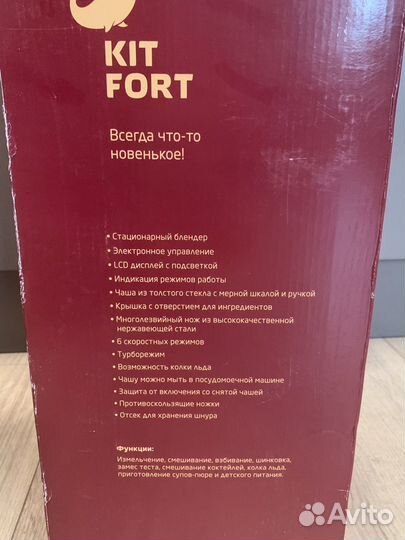 KIT
FORT
Всегда что-то
новенькое!
• Стационарный блендер
• Электронное управление
• LCD дисплей с подсветкой
• Индикация режимов работы
• Чаша из толстого стекла с мерной шкалой и ручкой
• Крышка с отверстием для ингредиентов
• Многолезвийный нож из высококачественной
нержавеющей стали
• 6 скоростных режимов
• Турборежим
• Возможность колки льда
• Чашу можно мыть в посудомоечной машине
• Защита от включения со снятой чашей
• Противоскользящие ножки
• Отсек для хранения шнура
Функции:
Измельчение, смешивание, взбивание, шинковка,
замес теста, смешивание коктейлей, колка льда,
приготовление супов-пюре и детского питания.
Avito